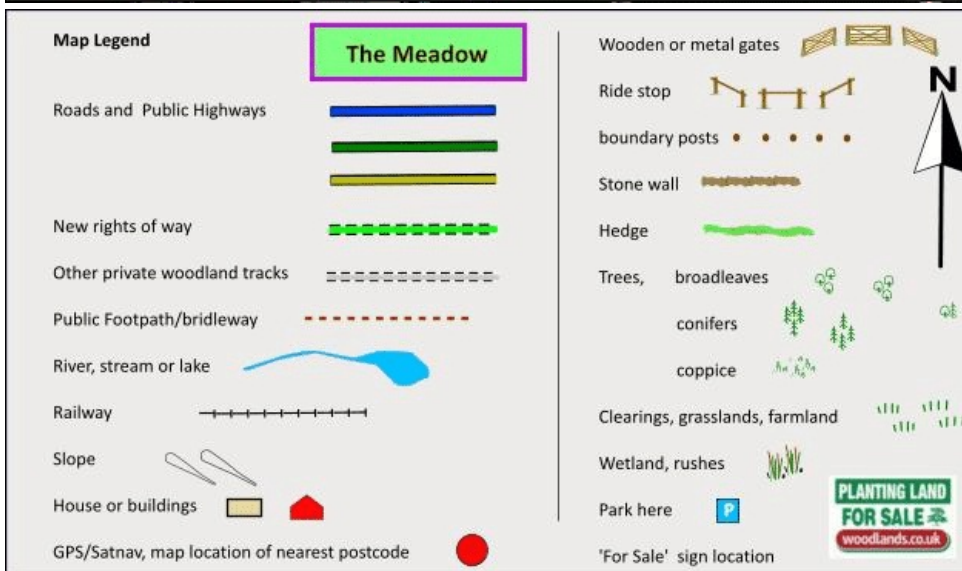 Map Legend
The Meadow
Roads and Public Highways
New rights of way
Other private woodland tracks
Public Footpath/bridleway
River, stream or lake
Railway
Slope
House or buildings
GPS/Satnav, map location of nearest postcode
Wooden or metal gates
Ride stop
boundary posts
Stone wall
Hedge
Trees, broadleaves
conifers
coppice
Clearings, grasslands, farmland
Wetland, rushes
Park here P
'For Sale' sign location
N
PLANTING LAND
FOR SALE
woodlands.co.uk